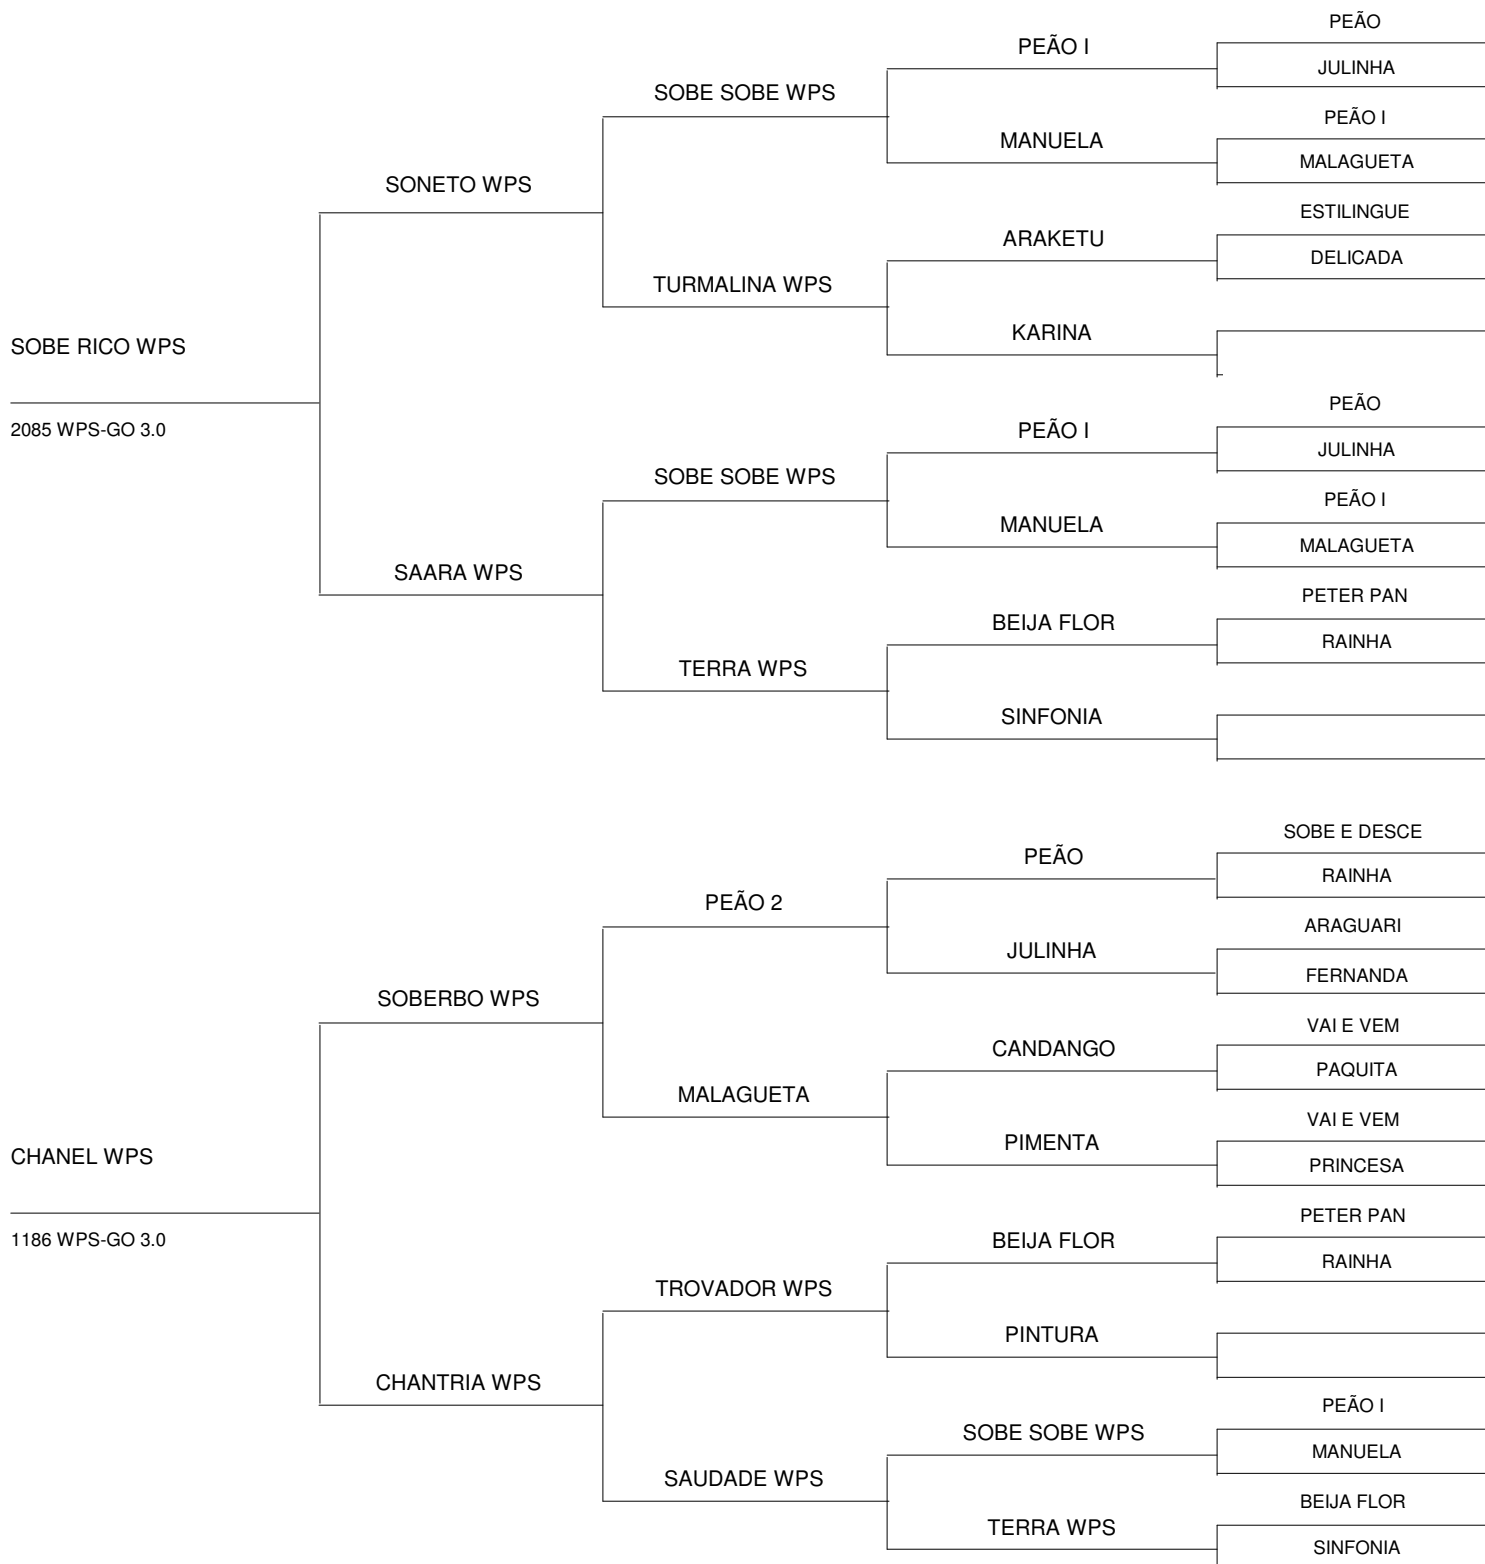 PEÃO
PEÃO I
JULINHA
SOBE SOBE WPS
PEÃO I
MANUELA
MALAGUETA
SONETO WPS
ESTILINGUE
ARAKETU
DELICADA
TURMALINA WPS
KARINA
SOBE RICO WPS
2085 WPS-GO 3.0
PEÃO
PEÃO I
JULINHA
SOBE SOBE WPS
PEÃO I
MANUELA
MALAGUETA
SAARA WPS
PETER PAN
BEIJA FLOR
RAINHA
TERRA WPS
SINFONIA
SOBE E DESCE
PEÃO
RAINHA
PEÃO 2
ARAGUARI
JULINHA
FERNANDA
SOBERBO WPS
VAI E VEM
CANDANGO
PAQUITA
MALAGUETA
VAI E VEM
PIMENTA
PRINCESA
CHANEL WPS
1186 WPS-GO 3.0
PETER PAN
BEIJA FLOR
RAINHA
TROVADOR WPS
PINTURA
CHANTRIA WPS
PEÃO I
SOBE SOBE WPS
MANUELA
SAUDADE WPS
BEIJA FLOR
TERRA WPS
SINFONIA